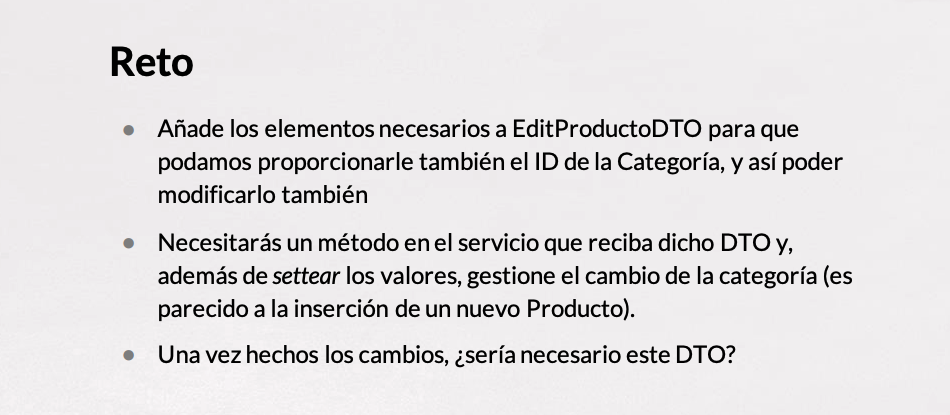 Reto
Añade los elementos necesarios a EditProductoDTO para que
podamos proporcionarle también el ID de la Categoría, y así poder
modificarlo también
Necesitarás un método en el servicio que reciba dicho DTO y,
además de settear los valores, gestione el cambio de la categoría (es
parecido a la inserción de un nuevo Producto).
Una vez hechos los cambios, ¿sería necesario este DTO?